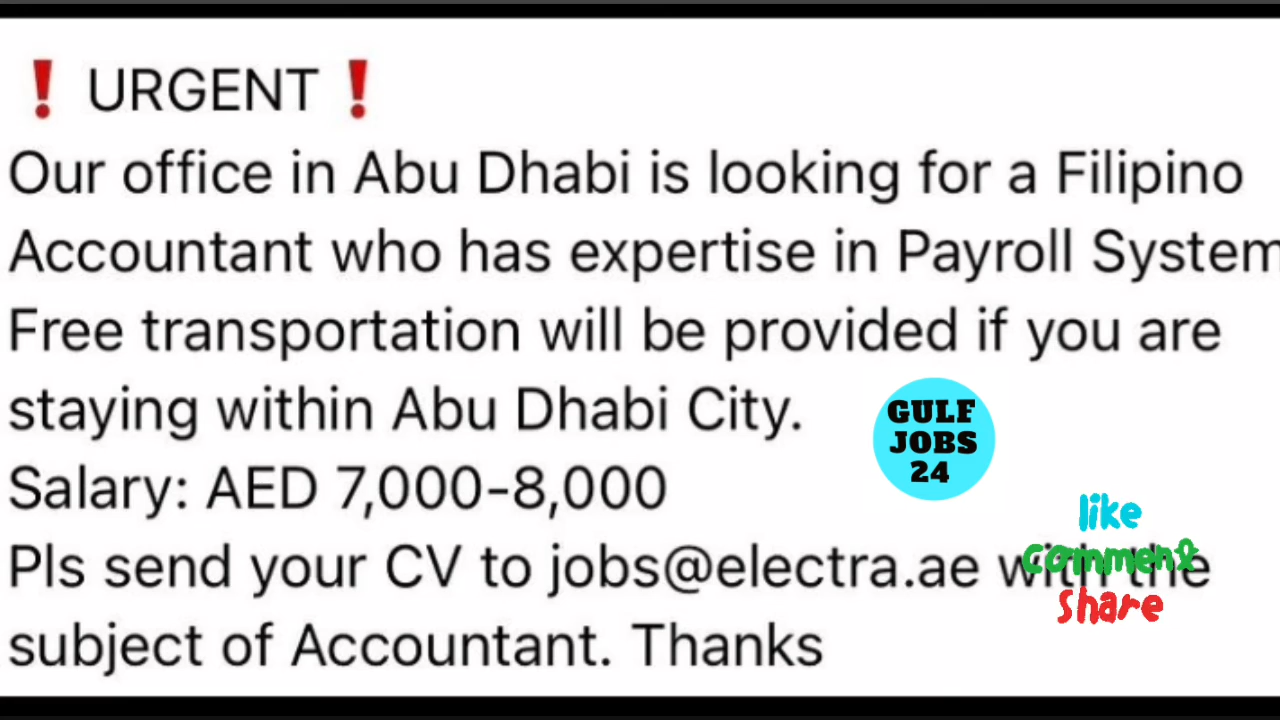 ❗ URGENT ❗
Our office in Abu Dhabi is looking for a Filipino
Accountant who has expertise in Payroll System
Free transportation will be provided if you are
staying within Abu Dhabi City.
Salary: AED 7,000-8,000
Pls send your CV to jobs@electra.ae with the
subject of Accountant. Thanks
GULF
JOBS
24
like
comment
share